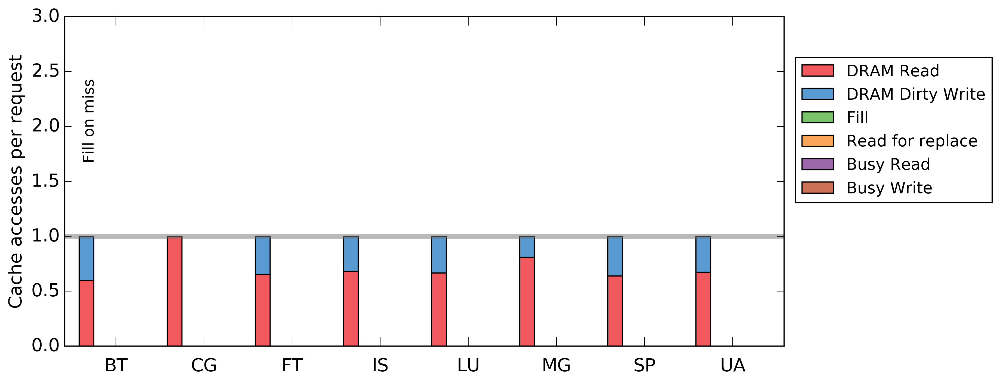 Cache accesses per request
3.0
2.5
2.0
1.5
1.0
0.5
0.0
Fill on miss
BT
CG
FT
IS
LU
MG
SP
UA
DRAM Read
DRAM Dirty Write
Fill
Read for replace
Busy Read
Busy Write